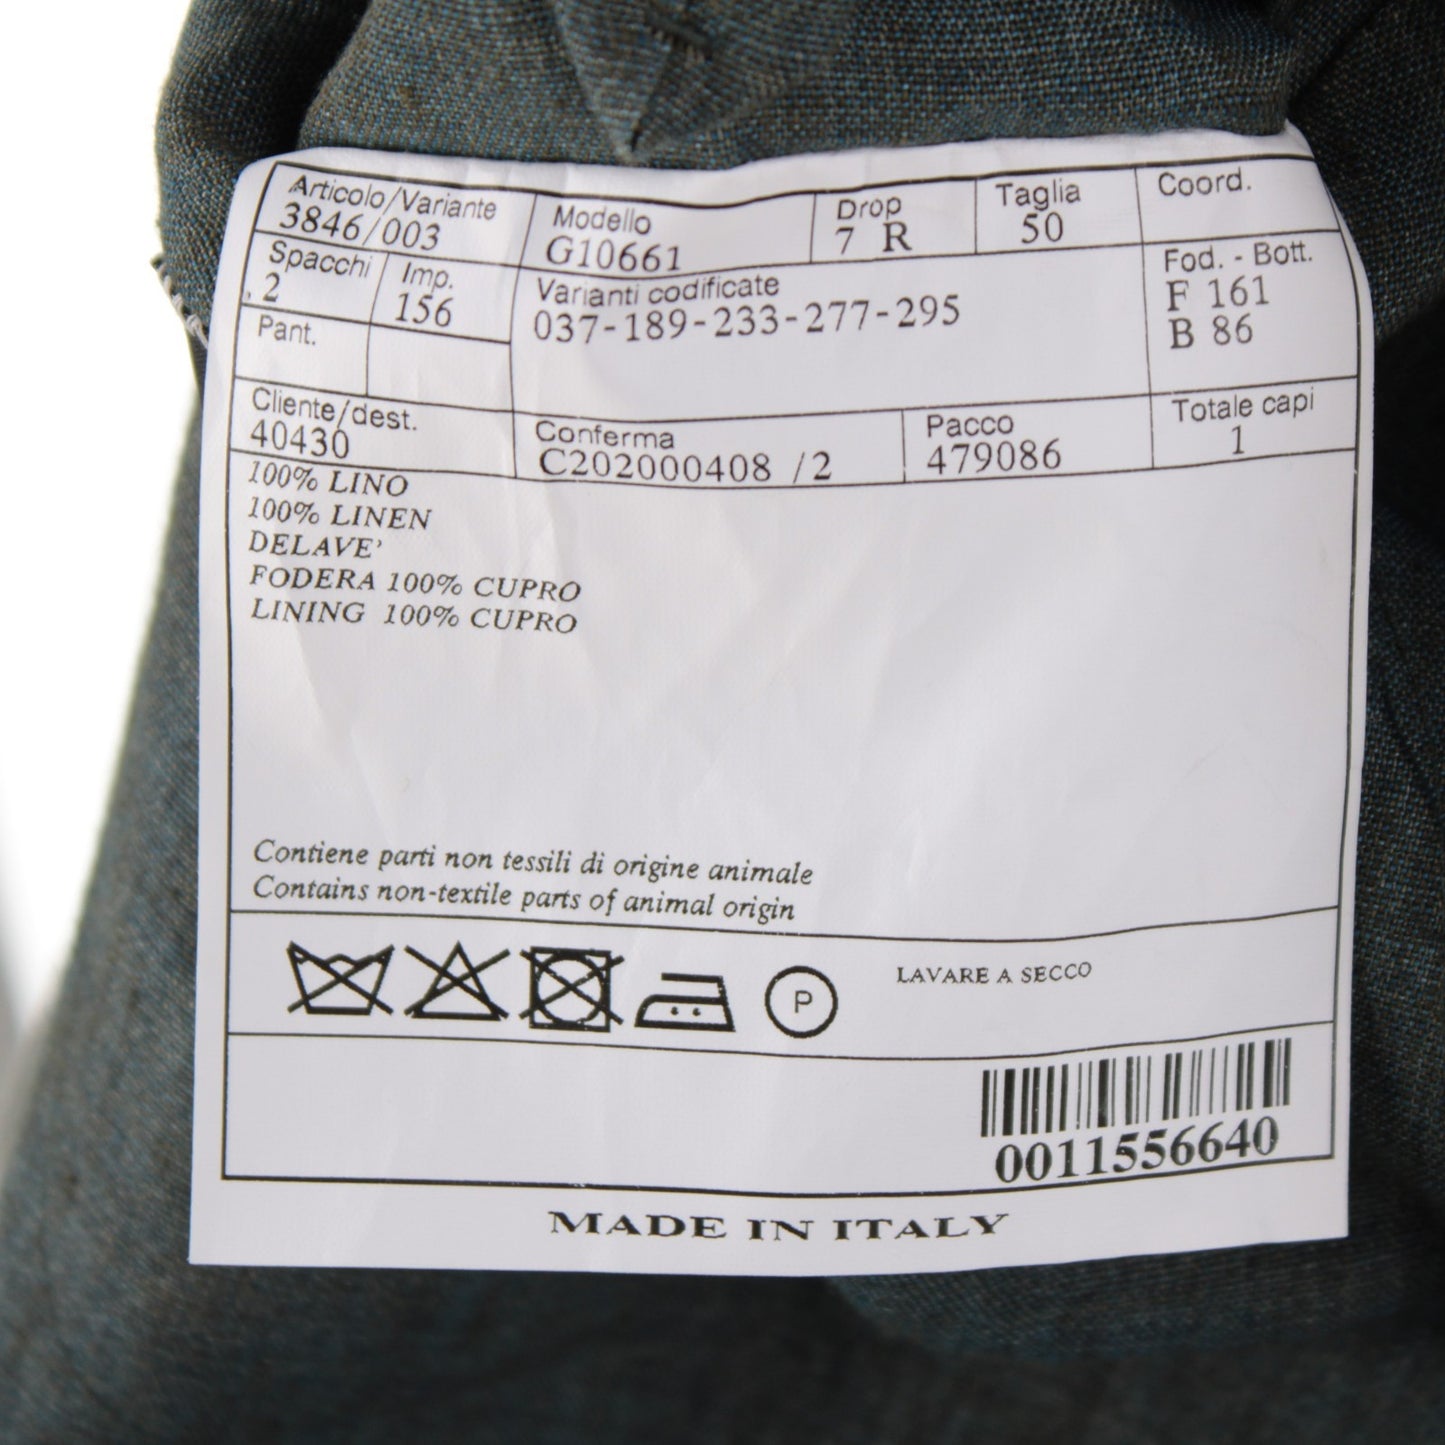 Articolo/Variante
3846/003
Modello
G10661
Drop
7 R
Taglia
50
Coord.
Spacchi
2
Imp.
156
Varianti codificate
037-189-233-277-295
Fod. - Bott.
F 161
B 86
Pant.
Cliente/dest.
40430
Conferma
C202000408 /2
Pacco
479086
Totale capi
1
100% LINO
100% LINEN
DELAVE'
FODERA 100% CUPRO
LINING 100% CUPRO
Contiene parti non tessili di origine animale
Contains non-textile parts of animal origin
P
LAVARE A SECCO
0011556640
MADE IN ITALY